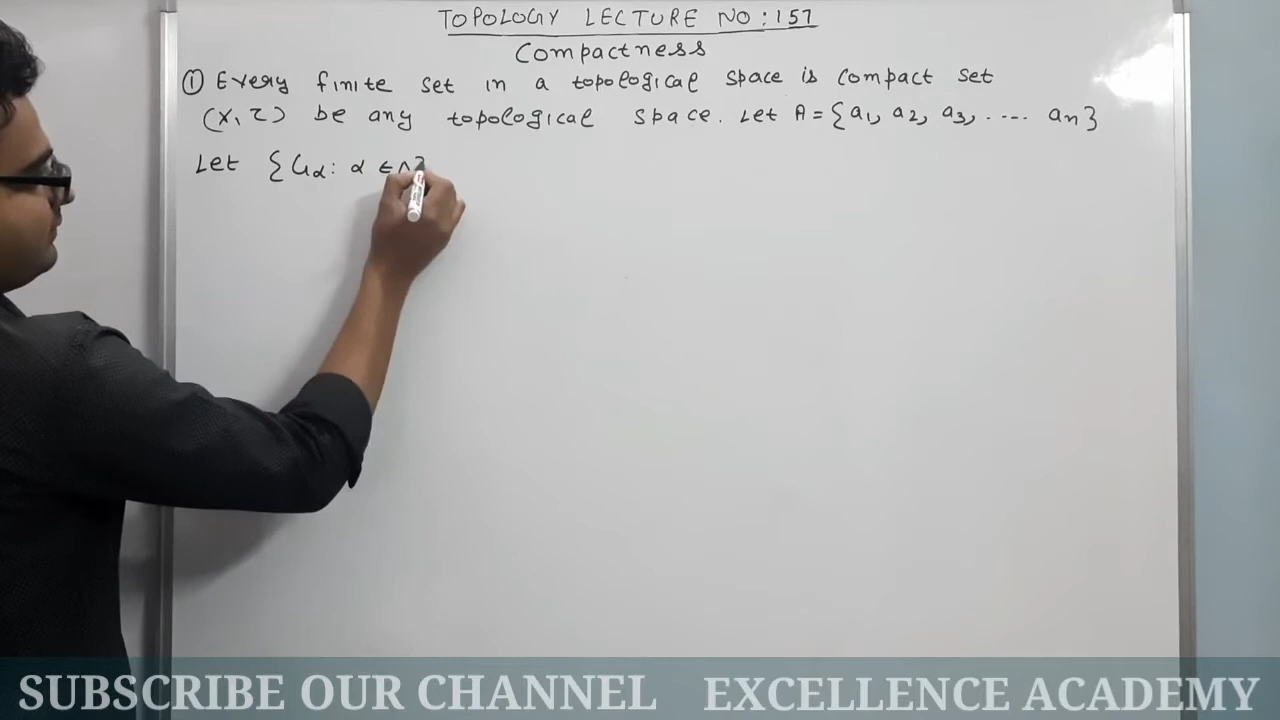 TOPOLOGY LECTURE NO: 157
Compactness
① Every finite set in a topological space is compact set
(X, τ) be any topological space. Let A = {a₁, a₂, a₃, ..... aₙ}
Let {Gα: α ∈ Λ}
SUBSCRIBE OUR CHANNEL EXCELLENCE ACADEMY